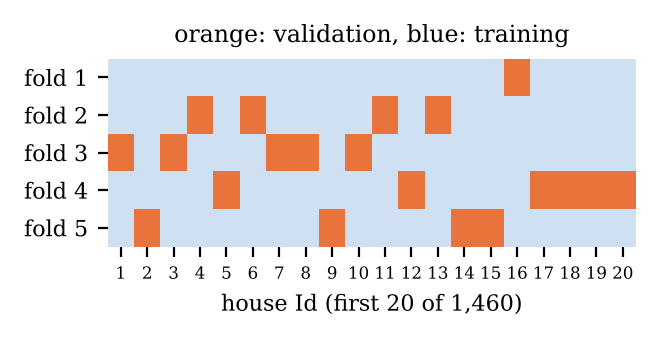 orange: validation, blue: training
fold 1
fold 2
fold 3
fold 4
fold 5
1 2 3 4 5 6 7 8 9 10 11 12 13 14 15 16 17 18 19 20
house Id (first 20 of 1,460)